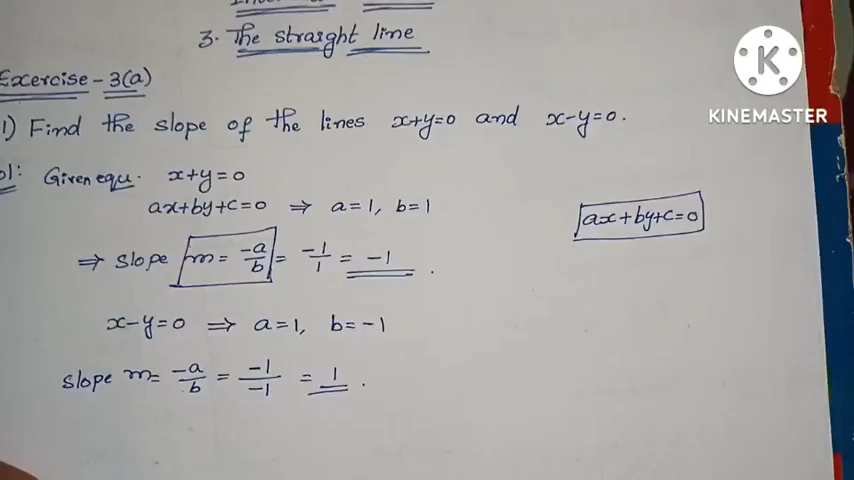 3. The straight line
KINEMASTER
Excercise - 3(a)
1) Find the slope of the lines x+y=0 and x-y=0.
ol: Given equ. x+y=0
ax+by+c=0 ⇒ a=1, b=1
ax+by+c=0
⇒ slope m = -a/b = -1/1 = -1.
x-y=0 ⇒ a=1, b=-1
slope m= -a/b = -1/-1 = 1.